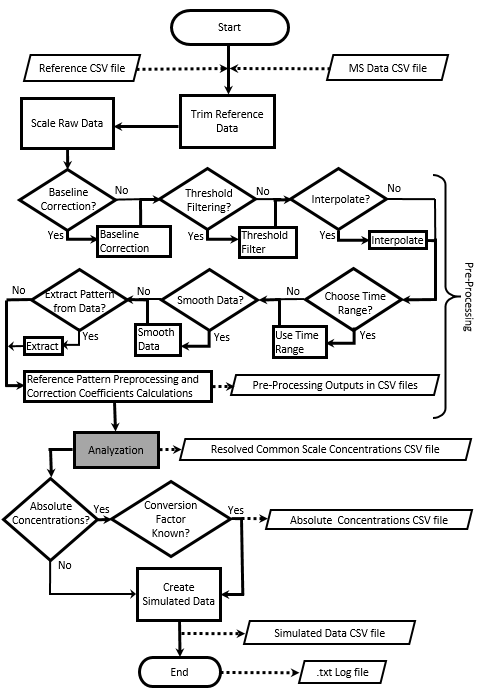 Start
Reference CSV file
MS Data CSV file
Scale Raw Data
Trim Reference
Data
Baseline
Correction?
No
Yes
Baseline
Correction
Threshold
Filtering?
No
Yes
Threshold
Filter
Interpolate?
No
Yes
Interpolate
Pre-Processing
Choose Time
Range?
No
Yes
Use Time
Range
Smooth Data?
No
Yes
Smooth
Data
Extract Pattern
from Data?
No
Yes
Extract
Reference Pattern Preprocessing and
Correction Coefficients Calculations
Pre-Processing Outputs in CSV files
Analyzation
Resolved Common Scale Concentrations CSV file
Absolute
Concentrations?
Yes
No
Conversion
Factor
Known?
Yes
Absolute  Concentrations CSV file
Create
Simulated Data
Simulated Data CSV file
End
.txt Log file